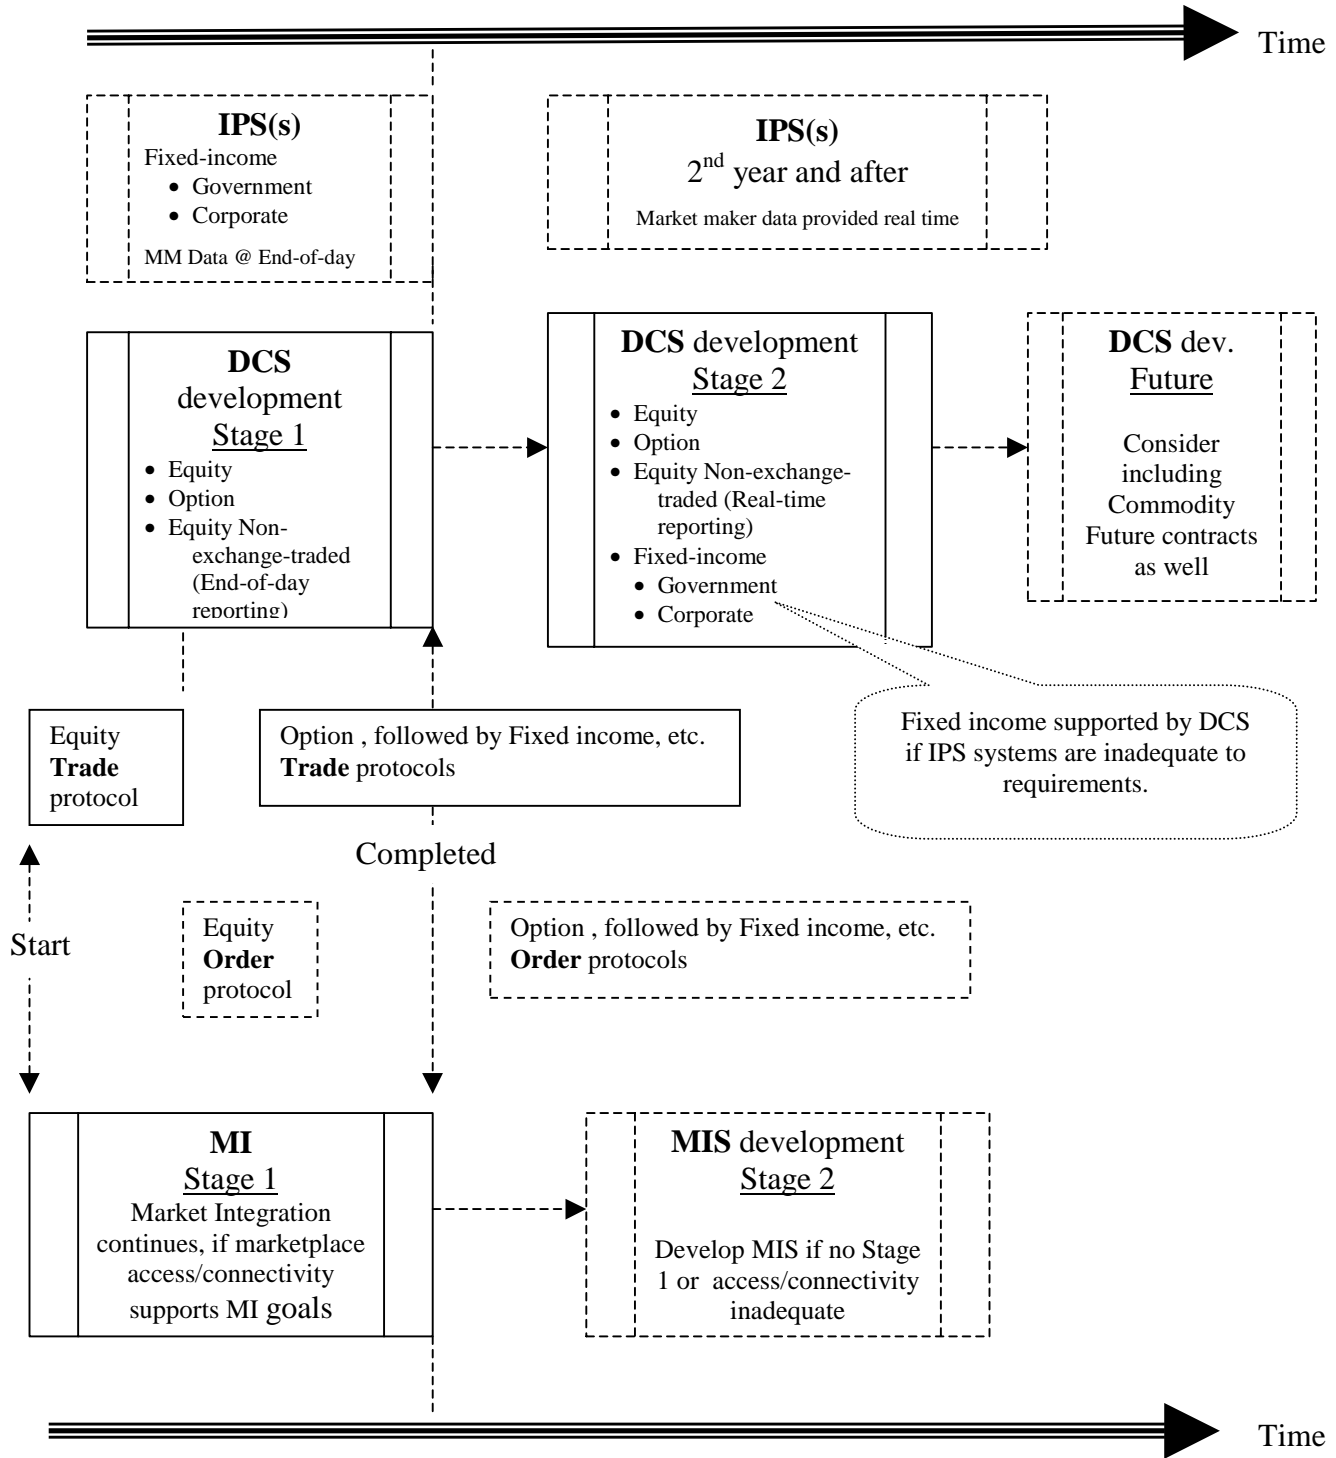 Time
IPS(s)
Fixed-income
• Government
• Corporate
MM Data @ End-of-day
IPS(s)
2nd year and after
Market maker data provided real time
DCS
development
Stage 1
• Equity
• Option
• Equity Non-
exchange-traded
(End-of-day
reporting)
DCS development
Stage 2
• Equity
• Option
• Equity Non-exchange-
traded (Real-time
reporting)
• Fixed-income
• Government
• Corporate
DCS dev.
Future
Consider
including
Commodity
Future contracts
as well
Fixed income supported by DCS
if IPS systems are inadequate to
requirements.
Equity
Trade
protocol
Option , followed by Fixed income, etc.
Trade protocols
Completed
Start
Equity
Order
protocol
Option , followed by Fixed income, etc.
Order protocols
MI
Stage 1
Market Integration
continues, if marketplace
access/connectivity
supports MI goals
MIS development
Stage 2
Develop MIS if no Stage
1 or access/connectivity
inadequate
Time